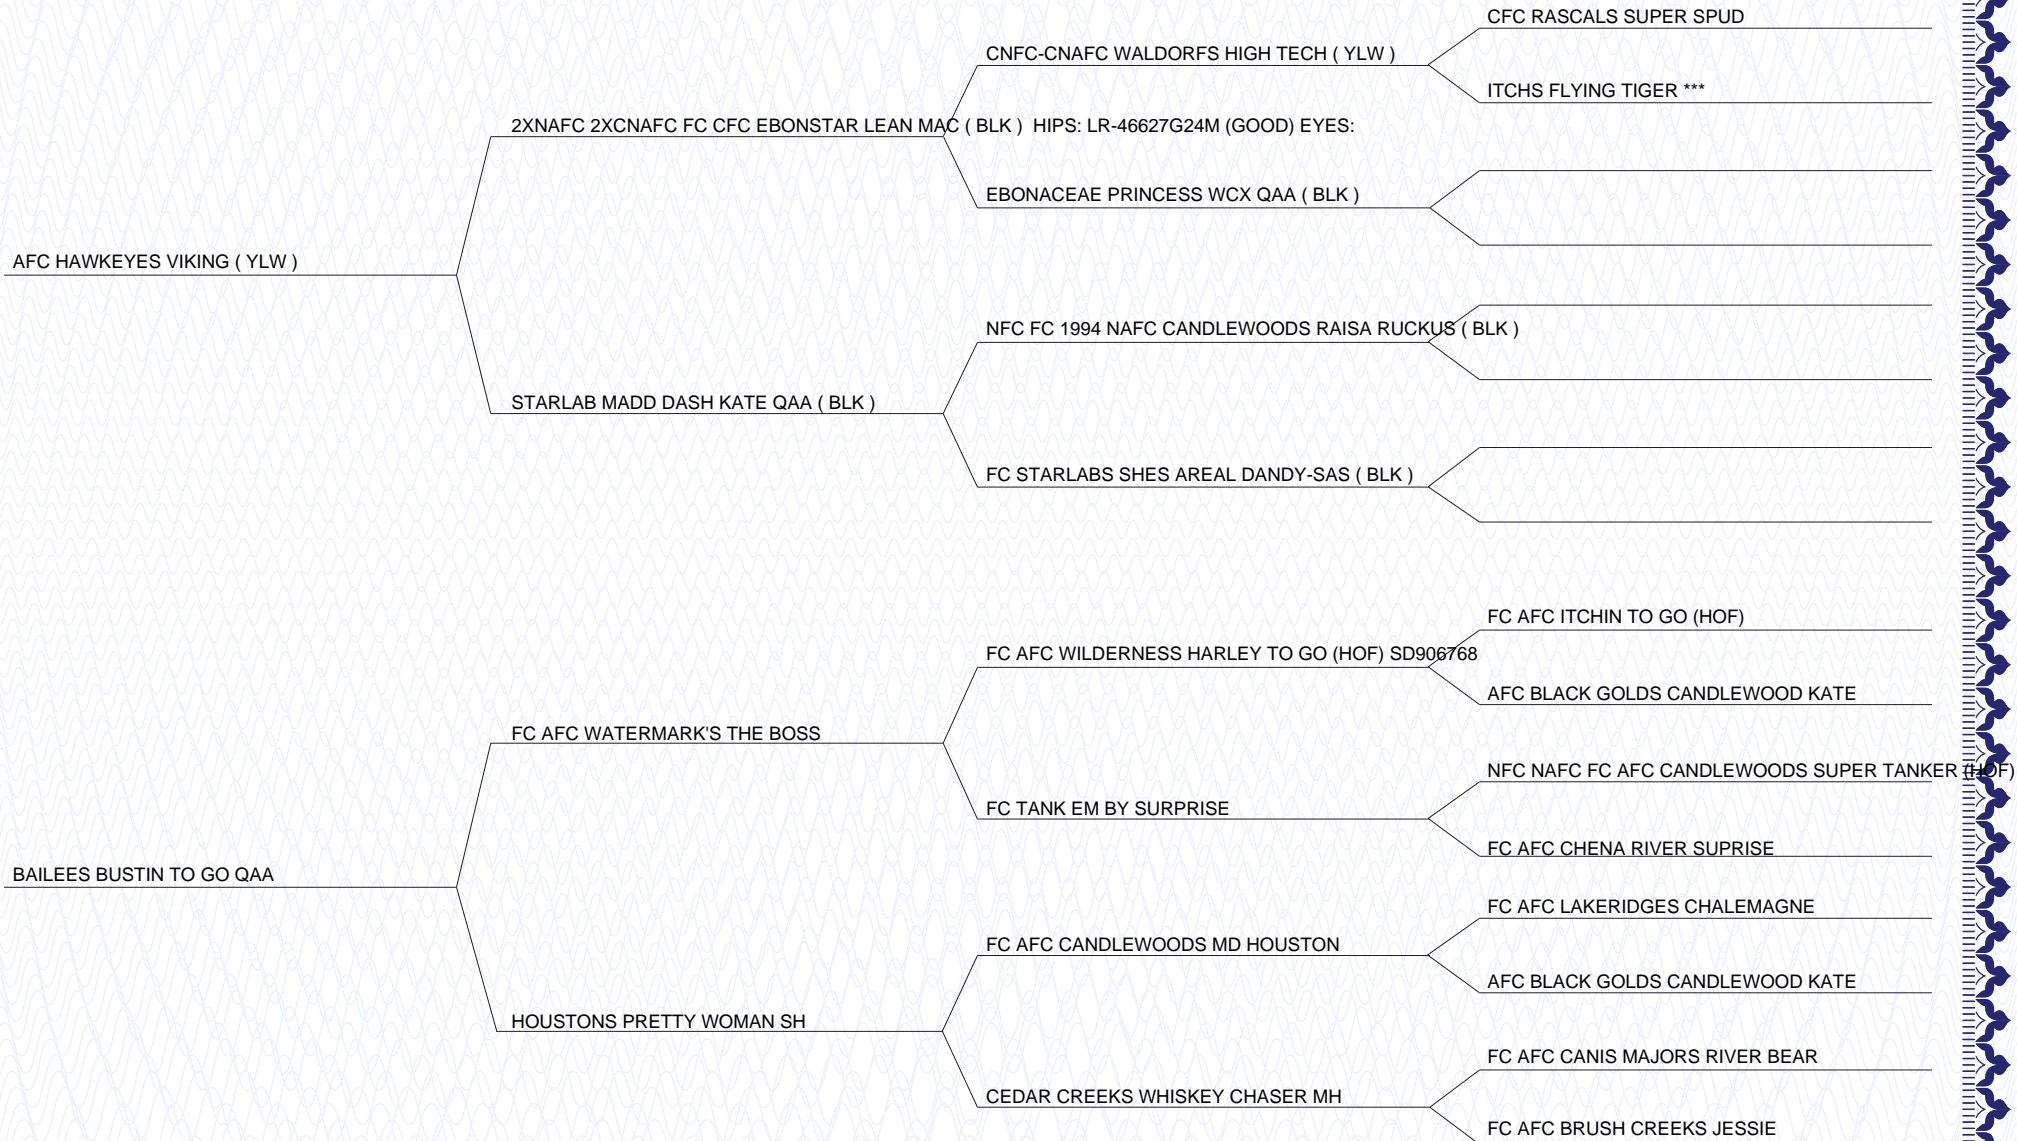 CFC RASCALS SUPER SPUD
CNFC-CNAFC WALDORFS HIGH TECH ( YLW )
ITCHS FLYING TIGER ***
2XNAFC 2XCNAFC FC CFC EBONSTAR LEAN MAC ( BLK )  HIPS: LR-46627G24M (GOOD) EYES:
EBONACEAE PRINCESS WCX QAA ( BLK )
AFC HAWKEYES VIKING ( YLW )
NFC FC 1994 NAFC CANDLEWOODS RAISA RUCKUS ( BLK )
STARLAB MADD DASH KATE QAA ( BLK )
FC STARLABS SHES AREAL DANDY-SAS ( BLK )
FC AFC ITCHIN TO GO (HOF)
FC AFC WILDERNESS HARLEY TO GO (HOF) SD906768
AFC BLACK GOLDS CANDLEWOOD KATE
FC AFC WATERMARK'S THE BOSS
NFC NAFC FC AFC CANDLEWOODS SUPER TANKER (HOF)
FC TANK EM BY SURPRISE
FC AFC CHENA RIVER SUPRISE
BAILEES BUSTIN TO GO QAA
FC AFC LAKERIDGES CHALEMAGNE
FC AFC CANDLEWOODS MD HOUSTON
AFC BLACK GOLDS CANDLEWOOD KATE
HOUSTONS PRETTY WOMAN SH
FC AFC CANIS MAJORS RIVER BEAR
CEDAR CREEKS WHISKEY CHASER MH
FC AFC BRUSH CREEKS JESSIE